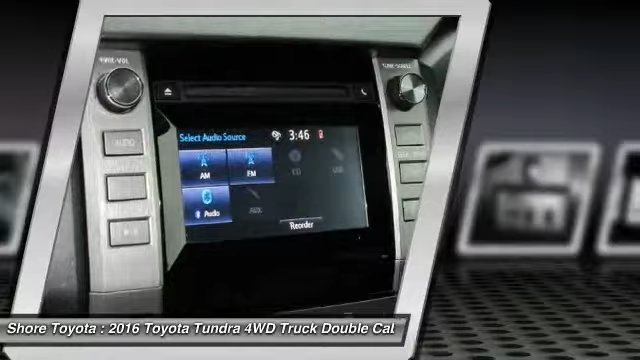 PWR•VOL
TUNE•SCROLL
Select Audio Source
3:46
AM
FM
CD
USB
Audio
AUX
Reorder
AUDIO
Shore Toyota : 2016 Toyota Tundra 4WD Truck Double Cal